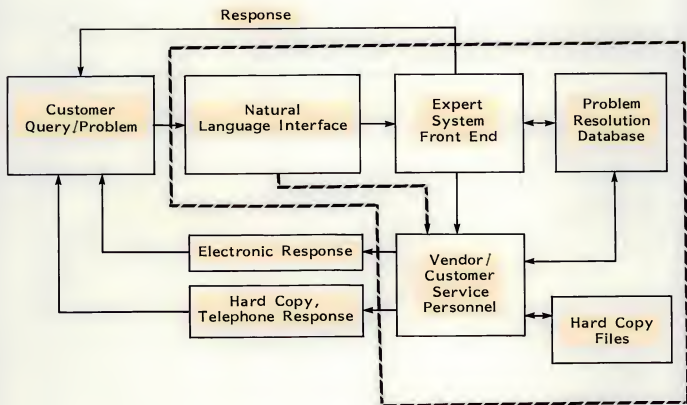 Response
Customer
Query/Problem
Natural
Language Interface
Expert
System
Front End
Problem
Resolution
Database
Electronic Response
Hard Copy,
Telephone Response
Vendor/
Customer
Service
Personnel
Hard Copy
Files